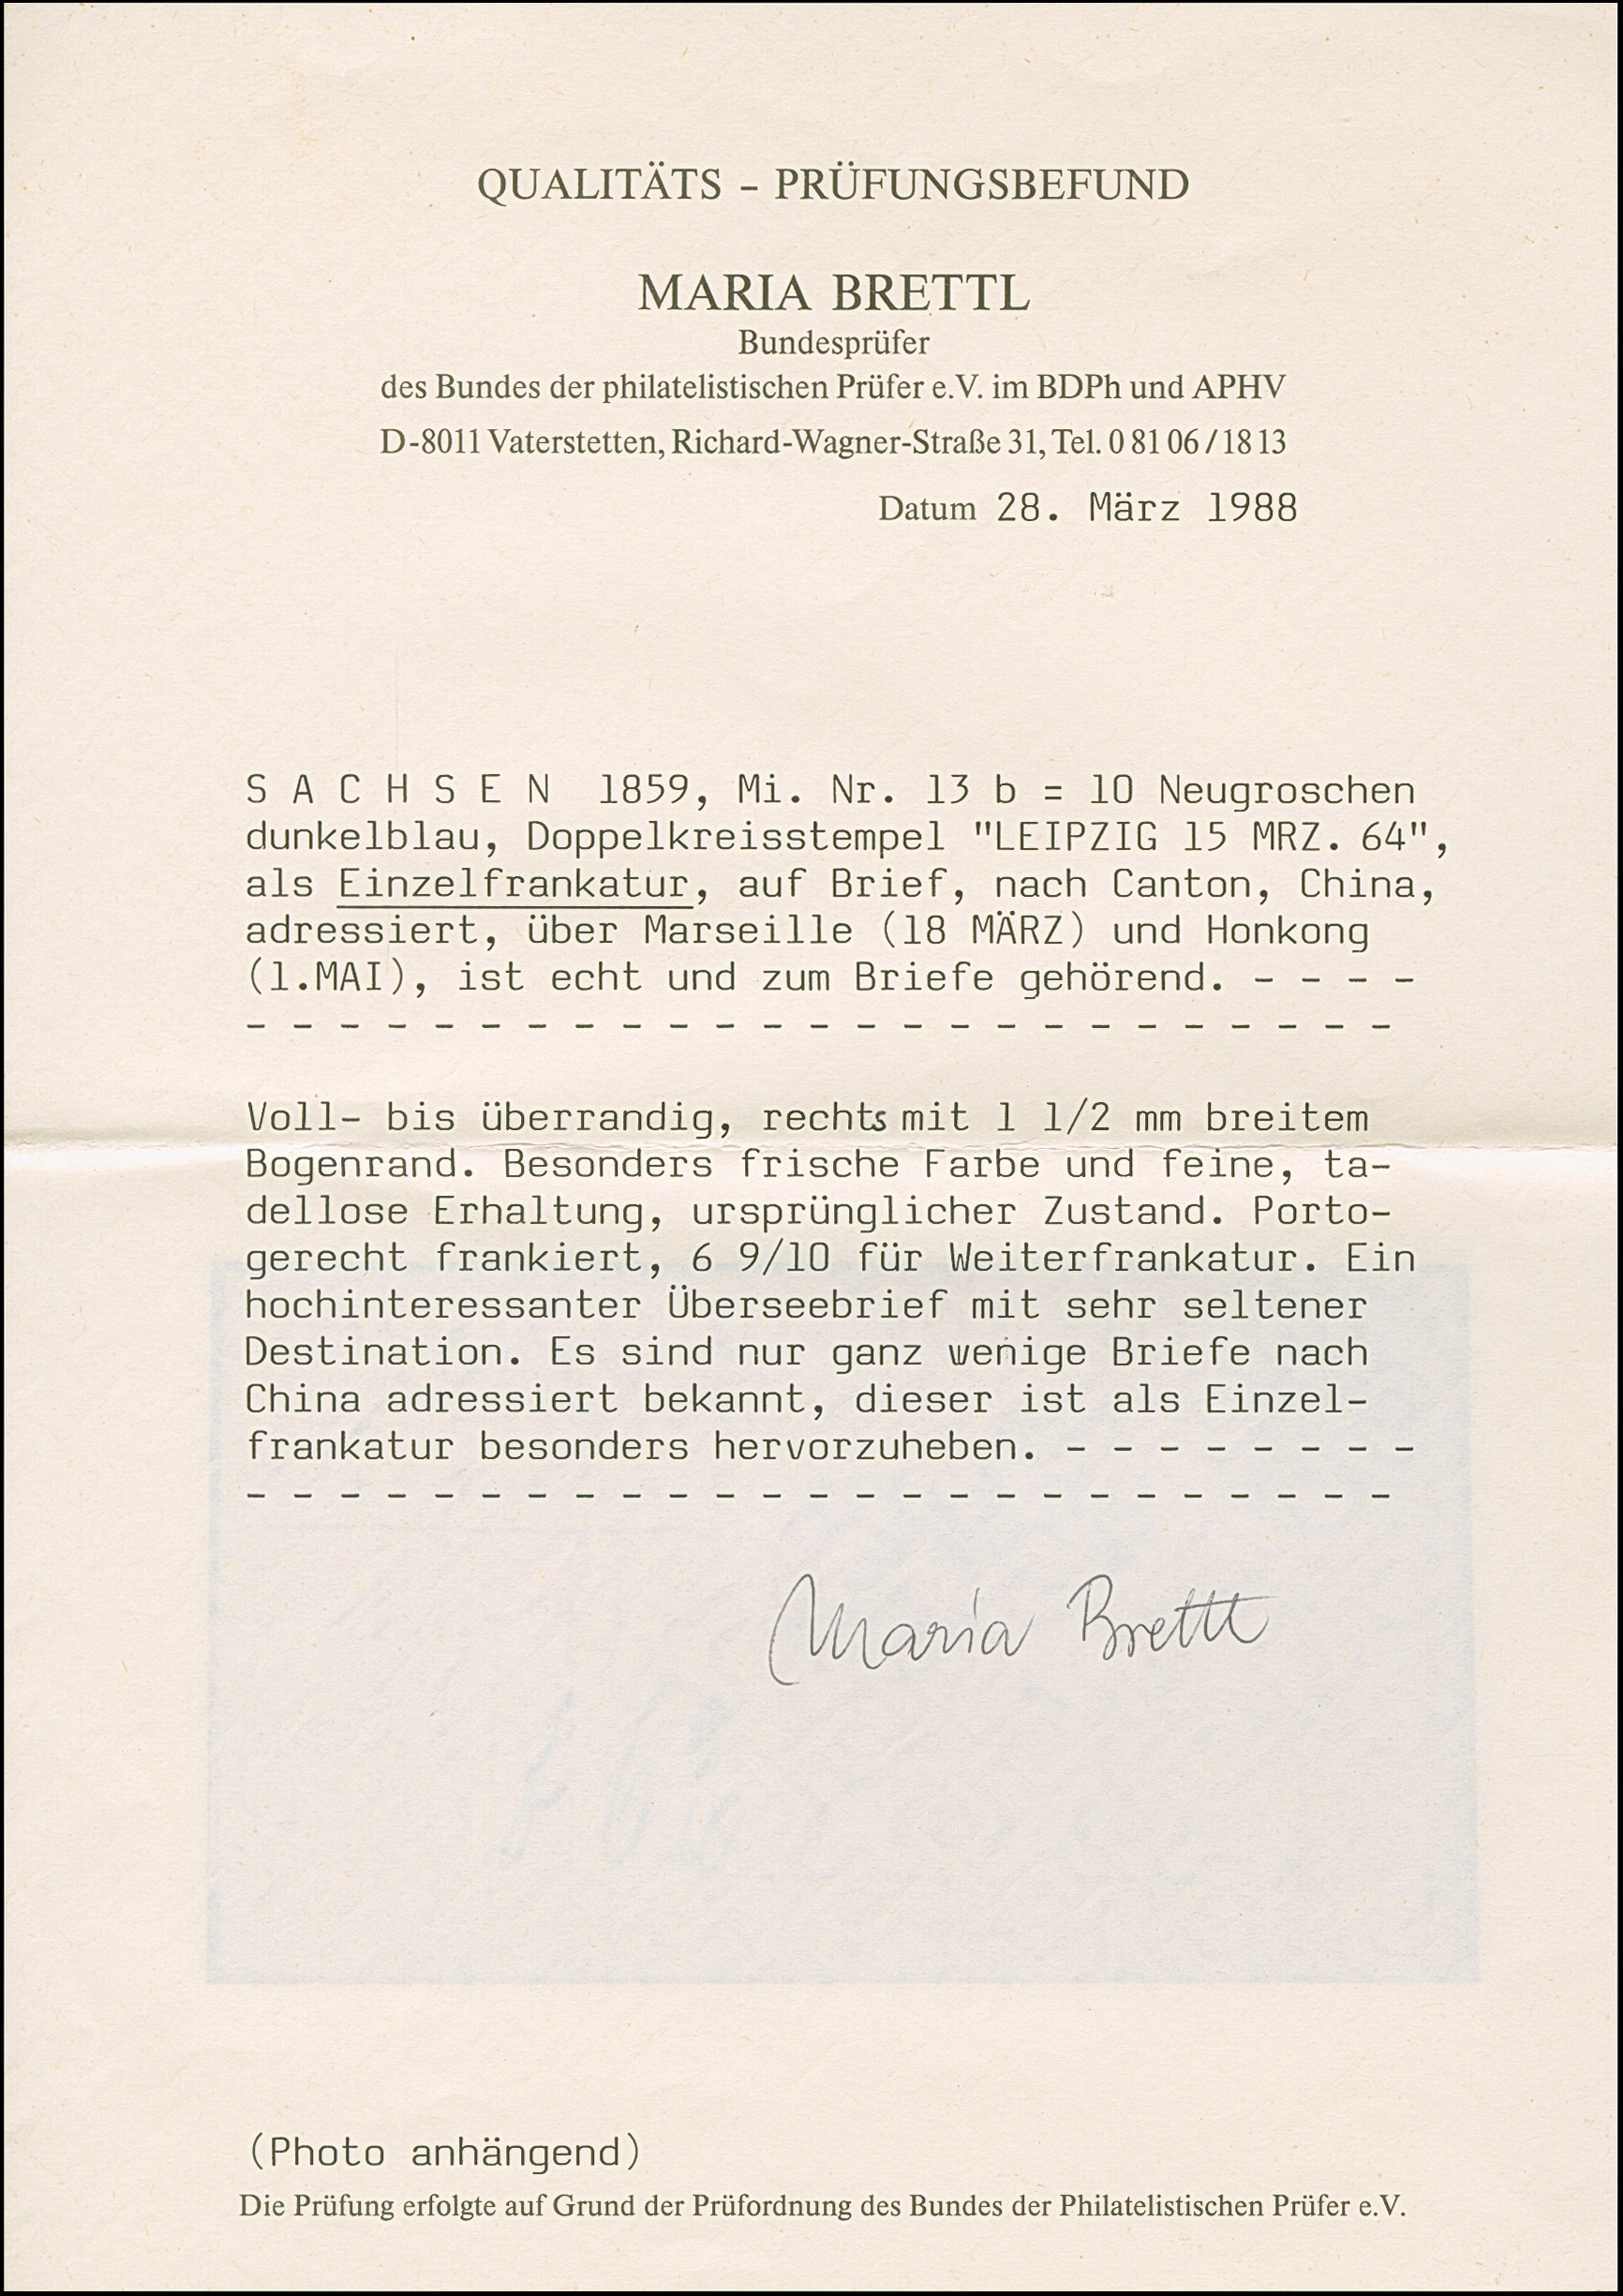 QUALITÄTS – PRÜFUNGSBEFUND
MARIA BRETTL
Bundesprüfer
des Bundes der philatelistischen Prüfer e.V. im BDPh und APHV
D-8011 Vaterstetten, Richard-Wagner-Straße 31, Tel. 0 81 06 / 18 13
Datum 28. März 1988
S A C H S E N 1859, Mi. Nr. 13 b = 10 Neugroschen
dunkelblau, Doppelkreisstempel "LEIPZIG 15 MRZ. 64",
als Einzelfrankatur, auf Brief, nach Canton, China,
adressiert, über Marseille (18 MÄRZ) und Honkong
(1.MAI), ist echt und zum Briefe gehörend. - - - -
- - - - - - - - - - - - - - - - - - - - - - - - -
Voll- bis überrandig, rechts mit 1 1/2 mm breitem
Bogenrand. Besonders frische Farbe und feine, ta-
dellose Erhaltung, ursprünglicher Zustand. Porto-
gerecht frankiert, 6 9/10 für Weiterfrankatur. Ein
hochinteressanter Überseebrief mit sehr seltener
Destination. Es sind nur ganz wenige Briefe nach
China adressiert bekannt, dieser ist als Einzel-
frankatur besonders hervorzuheben. - - - - - - - -
- - - - - - - - - - - - - - - - - - - - - - - - -
Maria Brettl
(Photo anhängend)
Die Prüfung erfolgte auf Grund der Prüfordnung des Bundes der Philatelistischen Prüfer e.V.